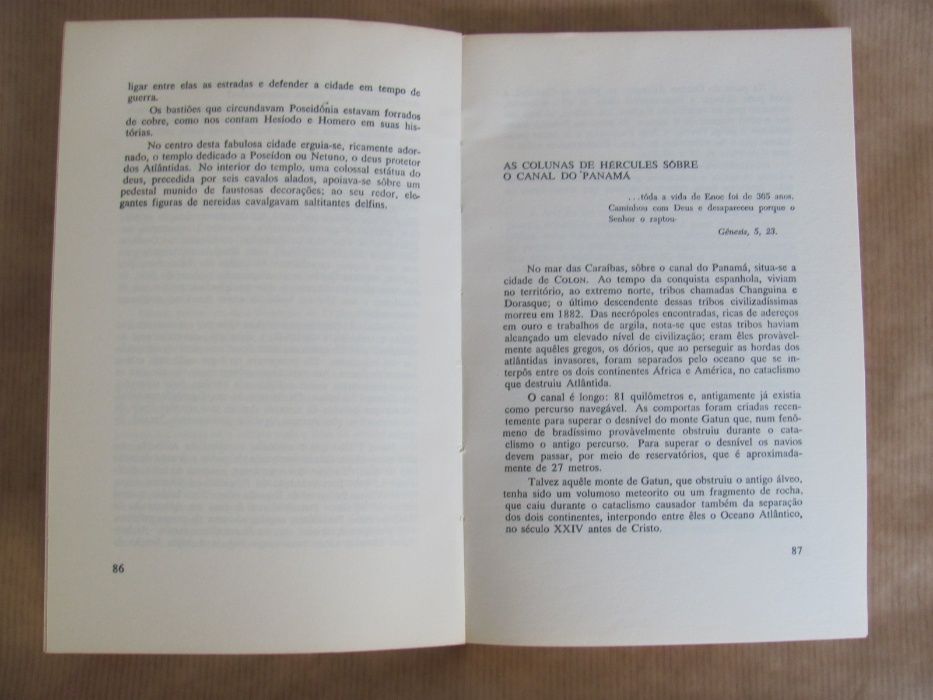 ligar entre elas as estradas e defender a cidade em tempo de
guerra.
Os bastiões que circundavam Poseidônia estavam forrados
de cobre, como nos contam Hesíodo e Homero em suas his-
tórias.
No centro desta fabulosa cidade erguia-se, ricamente ador-
nado, o templo dedicado a Poseidon ou Netuno, o deus protetor
dos Atlântidas. No interior do templo, uma colossal estátua do
deus, precedida por seis cavalos alados, apoiava-se sôbre um
pedestal munido de faustosas decorações; ao seu redor, ele-
gantes figuras de nereidas cavalgavam saltitantes delfins.
86
AS COLUNAS DE HÉRCULES SÔBRE
O CANAL DO PANAMÁ
...tôda a vida de Enoc foi de 365 anos.
Caminhou com Deus e desapareceu porque o
Senhor o raptou-
Gênesis, 5, 23.
No mar das Caraíbas, sôbre o canal do Panamá, situa-se a
cidade de COLON. Ao tempo da conquista espanhola, viviam
no território, ao extremo norte, tribos chamadas Changuina e
Dorasque; o último descendente dessas tribos civilizadíssimas
morreu em 1882. Das necrópoles encontradas, ricas de adereços
em ouro e trabalhos de argila, nota-se que estas tribos haviam
alcançado um elevado nível de civilização; eram êles provàvel-
mente aquêles gregos, os dórios, que ao perseguir as hordas dos
atlântidas invasores, foram separados pelo oceano que se in-
terpôs entre os dois continentes África e América, no cataclismo
que destruiu Atlântida.
O canal é longo: 81 quilômetros e, antigamente já existia
como percurso navegável. As comportas foram criadas recen-
temente para superar o desnível do monte Gatun que, num fenô-
meno de bradíssimo provàvelmente obstruiu durante o cata-
clismo o antigo percurso. Para superar o desnível os navios
devem passar, por meio de reservatórios, que é aproximada-
mente de 27 metros.
Talvez aquêle monte de Gatun, que obstruiu o antigo álveo,
tenha sido um volumoso meteorito ou um fragmento de rocha,
que caiu durante o cataclismo causador também da separação
dos dois continentes, interpondo entre êles o Oceano Atlântico,
no século XXIV antes de Cristo.
87